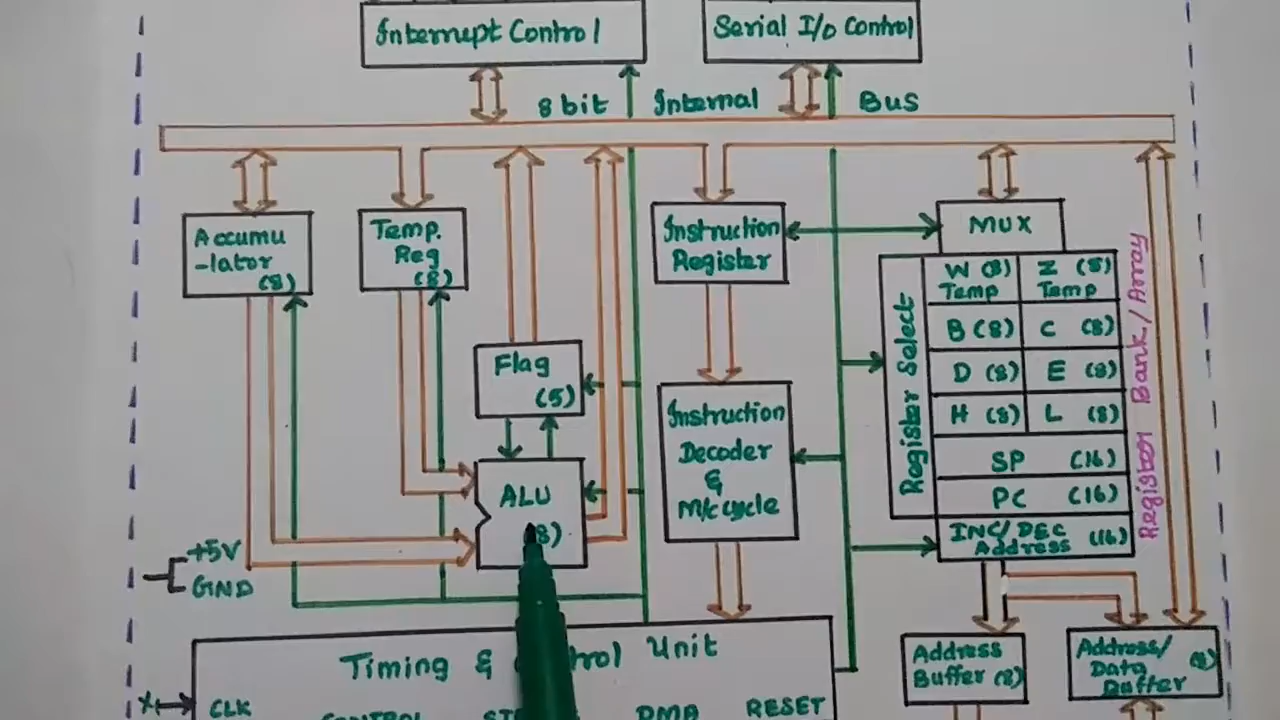 Interrupt Control
Serial I/O Control
8 bit Internal Bus
Accumu
-lator (8)
Temp.
Reg
(8)
Instruction
Register
MUX
Register Select
W (8)
Temp
Z (8)
Temp
B (8)
C (8)
D (8)
E (8)
H (8)
L (8)
SP (16)
PC (16)
INC/DEC
Address (16)
Register Bank/Array
Flag
(5)
Instruction
Decoder
&
M/c cycle
ALU
(8)
+5V
GND
Timing &
Unit
CLK
DMA
RESET
Address
Buffer (8)
Address/
Data (8)
Buffer